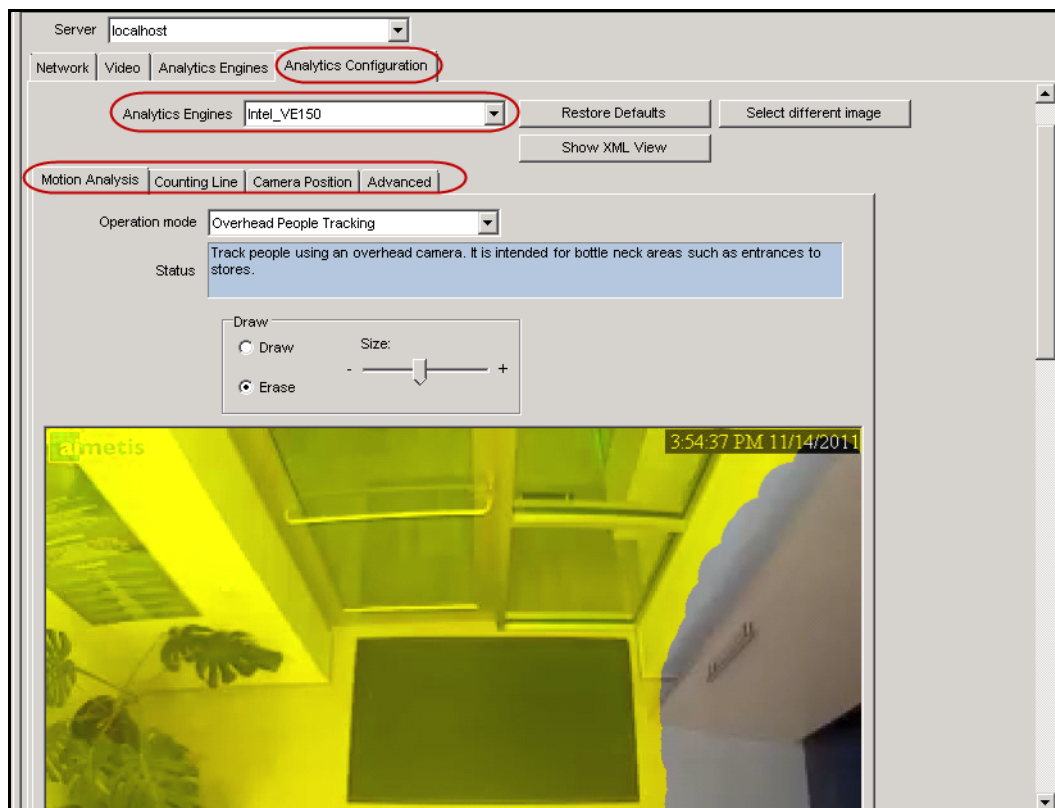 Server localhost
Network Video Analytics Engines Analytics Configuration
Analytics Engines Intel_VE150 Restore Defaults Select different image
Show XML View
Motion Analysis Counting Line Camera Position Advanced
Operation mode Overhead People Tracking
Status
Track people using an overhead camera. It is intended for bottle neck areas such as entrances to
stores.
Draw
Draw
Size:
- +
Erase
aimetis
3:54:37 PM 11/14/2011